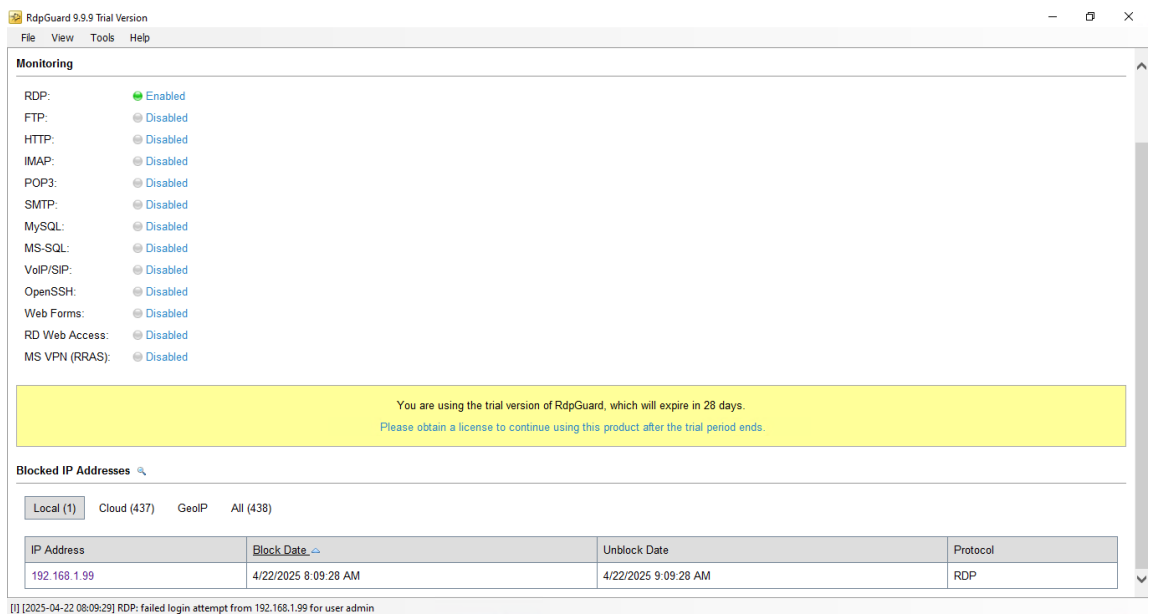 RdpGuard 9.9.9 Trial Version
File View Tools Help
Monitoring
RDP: Enabled
FTP: Disabled
HTTP: Disabled
IMAP: Disabled
POP3: Disabled
SMTP: Disabled
MySQL: Disabled
MS-SQL: Disabled
VoIP/SIP: Disabled
OpenSSH: Disabled
Web Forms: Disabled
RD Web Access: Disabled
MS VPN (RRAS): Disabled
You are using the trial version of RdpGuard, which will expire in 28 days.
Please obtain a license to continue using this product after the trial period ends.
Blocked IP Addresses
Local (1) Cloud (437) GeoIP All (438)
IP Address Block Date Unblock Date Protocol
192.168.1.99 4/22/2025 8:09:28 AM 4/22/2025 9:09:28 AM RDP
[I] [2025-04-22 08:09:29] RDP: failed login attempt from 192.168.1.99 for user admin